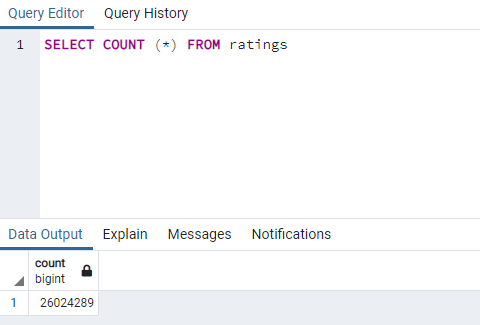 Query Editor Query History
1 SELECT COUNT (*) FROM ratings
Data Output Explain Messages Notifications
count
bigint
1 26024289